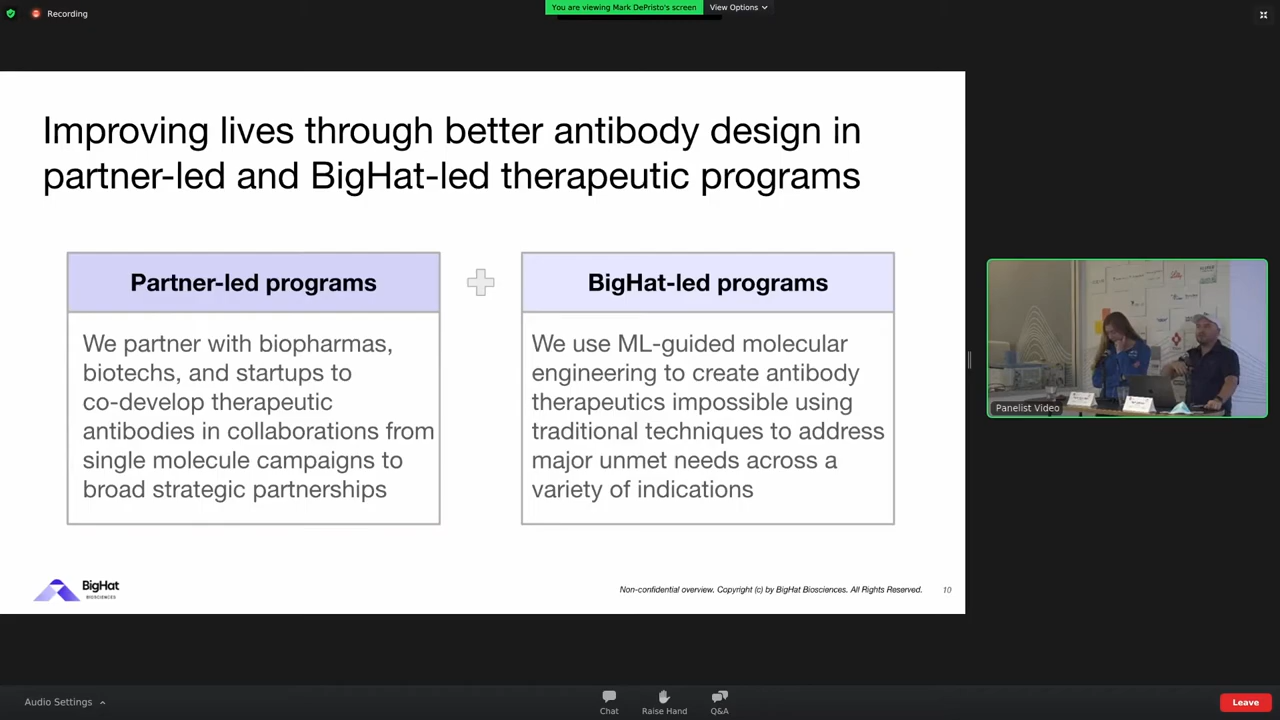 Recording
You are viewing Mark DePristo's screen
View Options
Improving lives through better antibody design in
partner-led and BigHat-led therapeutic programs
Partner-led programs
We partner with biopharmas,
biotechs, and startups to
co-develop therapeutic
antibodies in collaborations from
single molecule campaigns to
broad strategic partnerships
BigHat-led programs
We use ML-guided molecular
engineering to create antibody
therapeutics impossible using
traditional techniques to address
major unmet needs across a
variety of indications
BigHat
BIOSCIENCES
Non-confidential overview. Copyright (c) by BigHat Biosciences. All Rights Reserved.
10
Panelist Video
Audio Settings
Chat
Raise Hand
Q&A
Leave